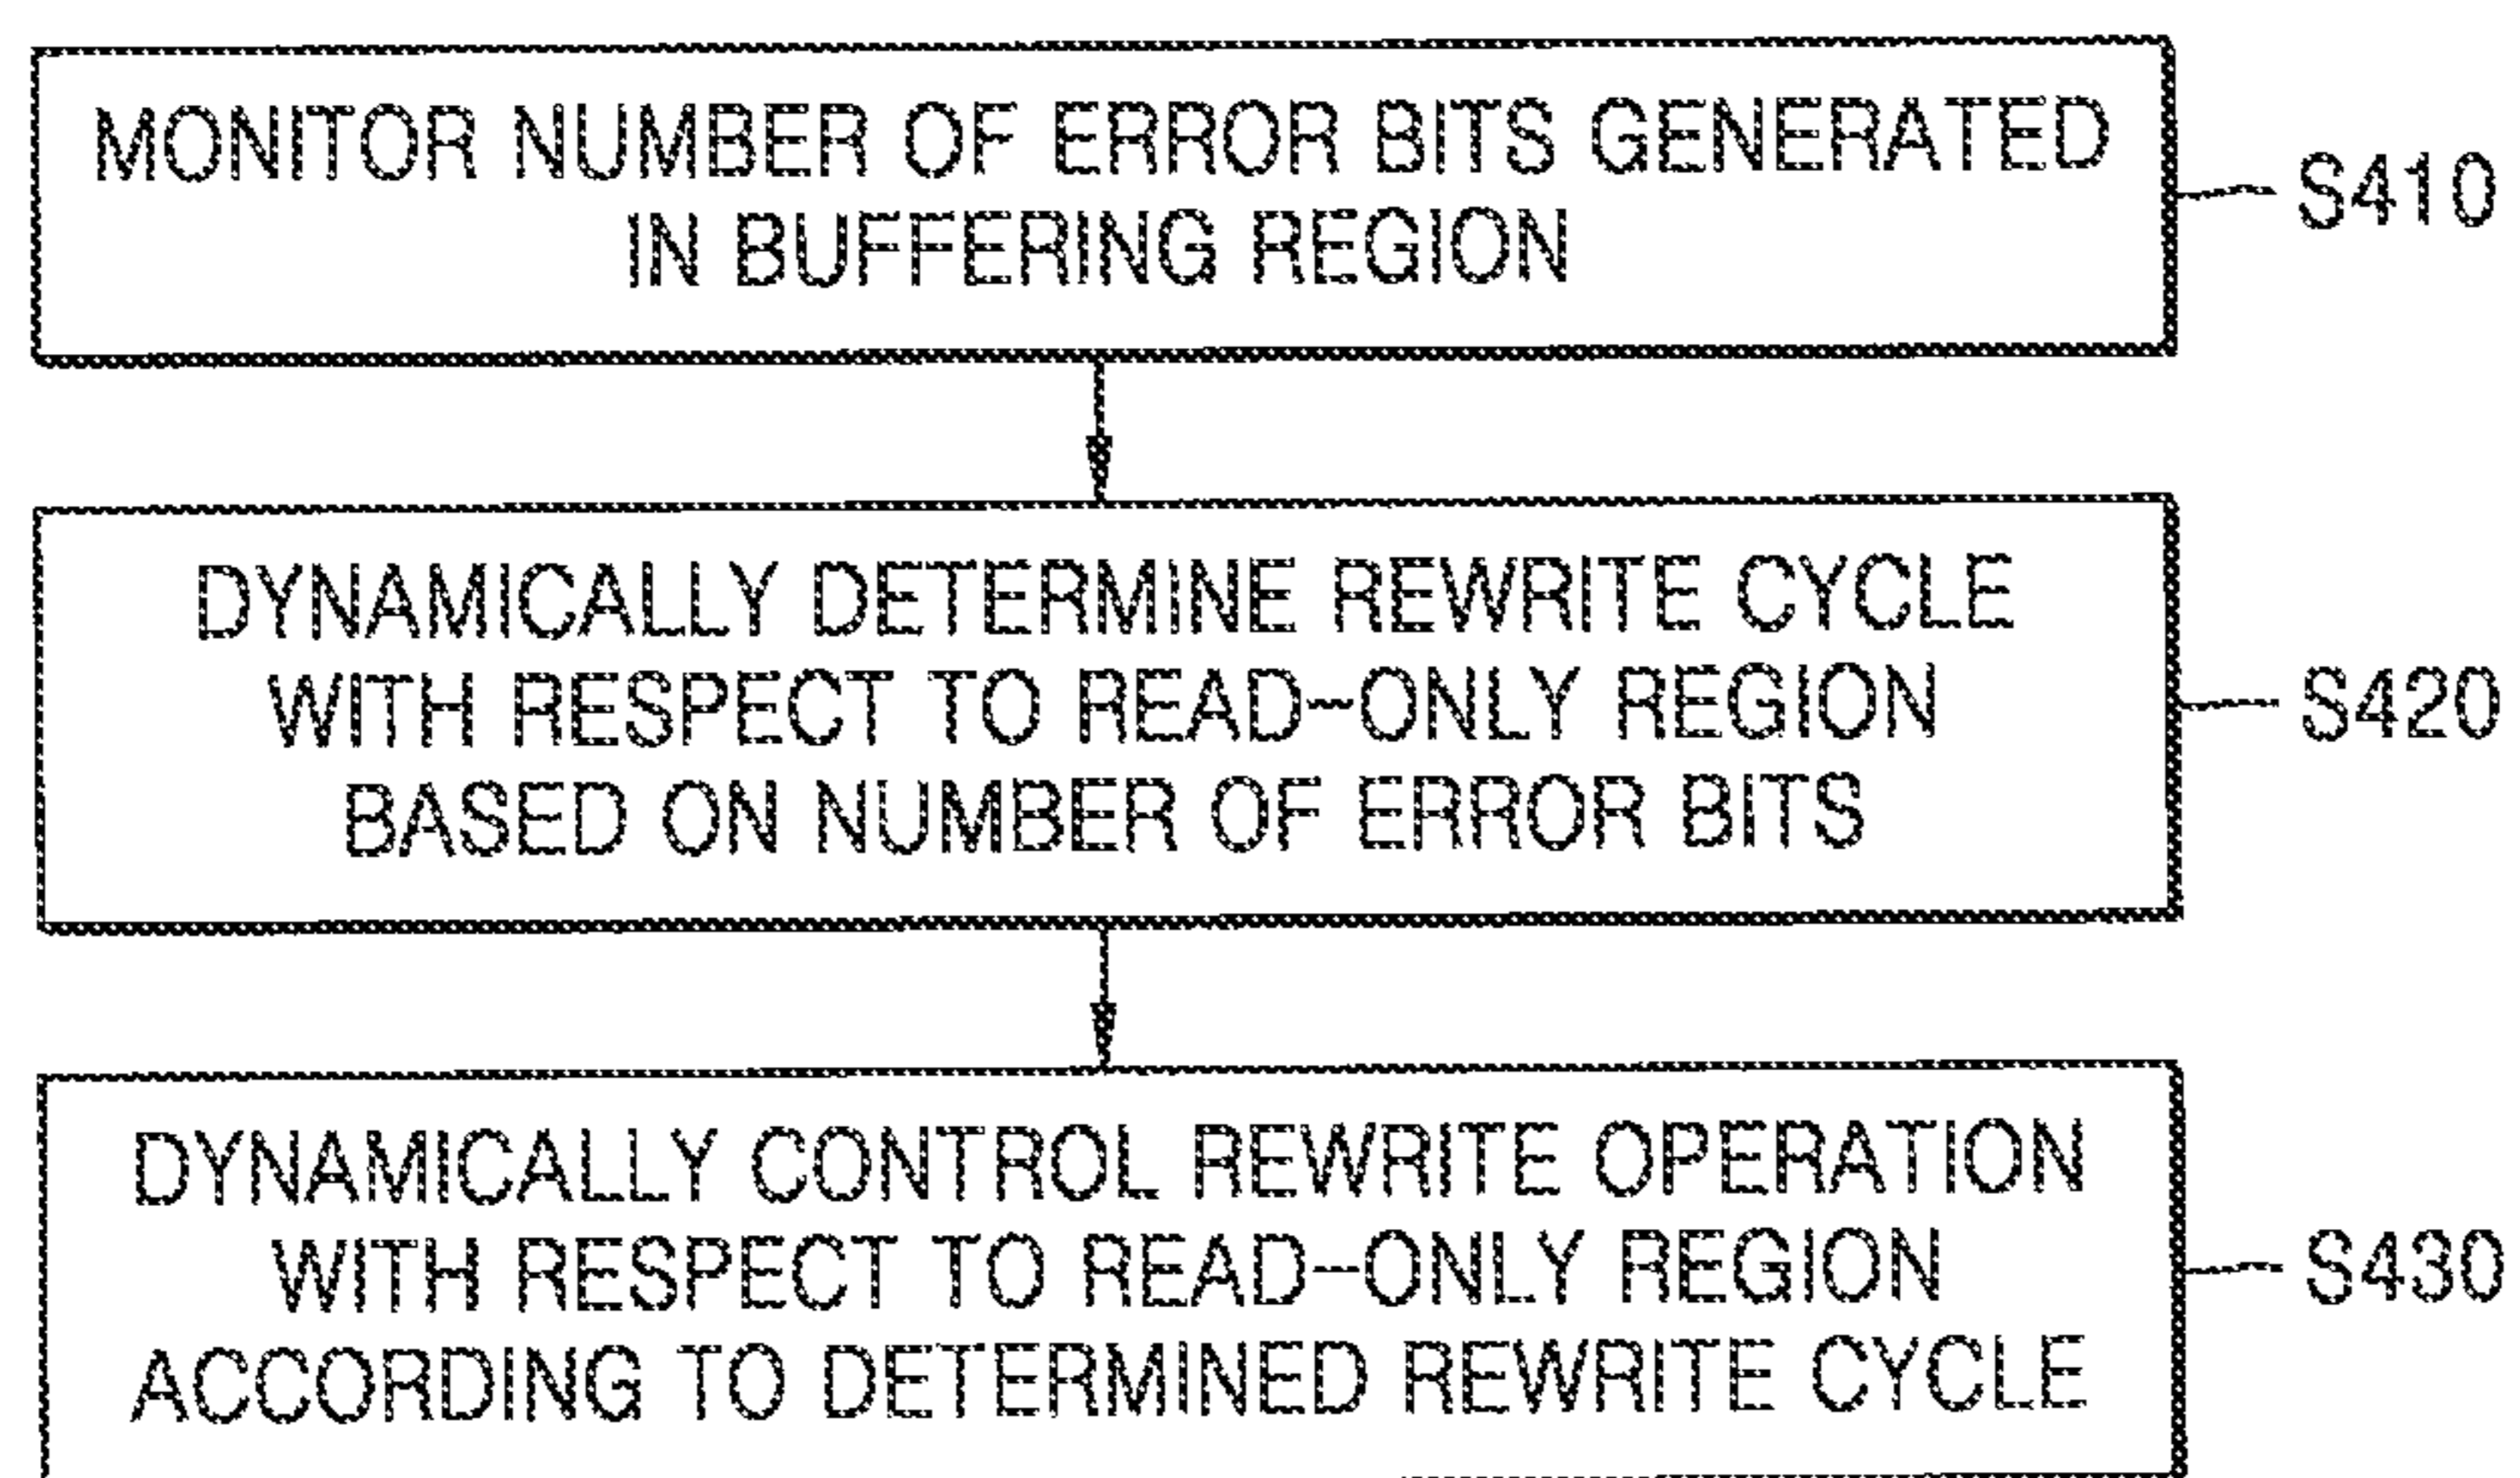 MONITOR NUMBER OF ERROR BITS GENERATED
IN BUFFERING REGION
S410
DYNAMICALLY DETERMINE REWRITE CYCLE
WITH RESPECT TO READ-ONLY REGION
BASED ON NUMBER OF ERROR BITS
S420
DYNAMICALLY CONTROL REWRITE OPERATION
WITH RESPECT TO READ-ONLY REGION
ACCORDING TO DETERMINED REWRITE CYCLE
S430